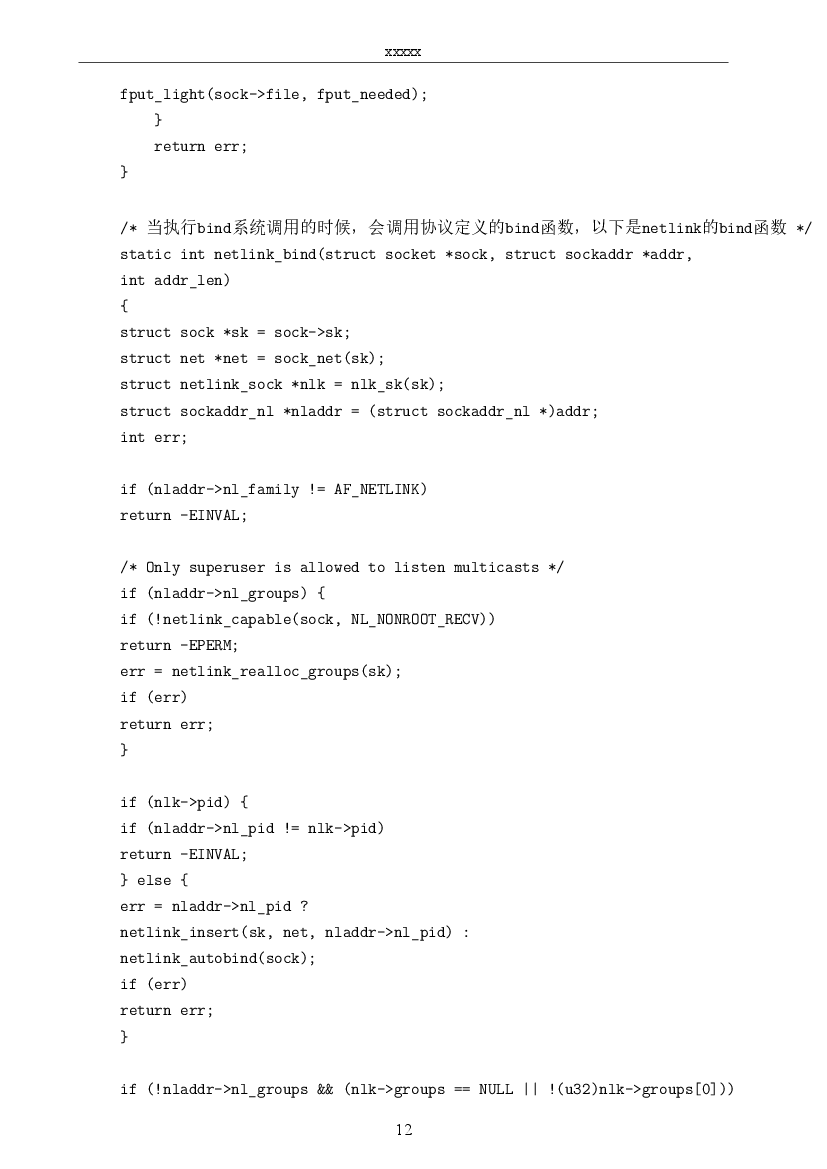 xxxxx
fput_light(sock->file, fput_needed);
    }
    return err;
}
/* 当执行bind系统调用的时候，会调用协议定义的bind函数，以下是netlink的bind函数 */
static int netlink_bind(struct socket *sock, struct sockaddr *addr,
int addr_len)
{
struct sock *sk = sock->sk;
struct net *net = sock_net(sk);
struct netlink_sock *nlk = nlk_sk(sk);
struct sockaddr_nl *nladdr = (struct sockaddr_nl *)addr;
int err;
if (nladdr->nl_family != AF_NETLINK)
return -EINVAL;
/* Only superuser is allowed to listen multicasts */
if (nladdr->nl_groups) {
if (!netlink_capable(sock, NL_NONROOT_RECV))
return -EPERM;
err = netlink_realloc_groups(sk);
if (err)
return err;
}
if (nlk->pid) {
if (nladdr->nl_pid != nlk->pid)
return -EINVAL;
} else {
err = nladdr->nl_pid ?
netlink_insert(sk, net, nladdr->nl_pid) :
netlink_autobind(sock);
if (err)
return err;
}
if (!nladdr->nl_groups && (nlk->groups == NULL || !(u32)nlk->groups[0]))
12